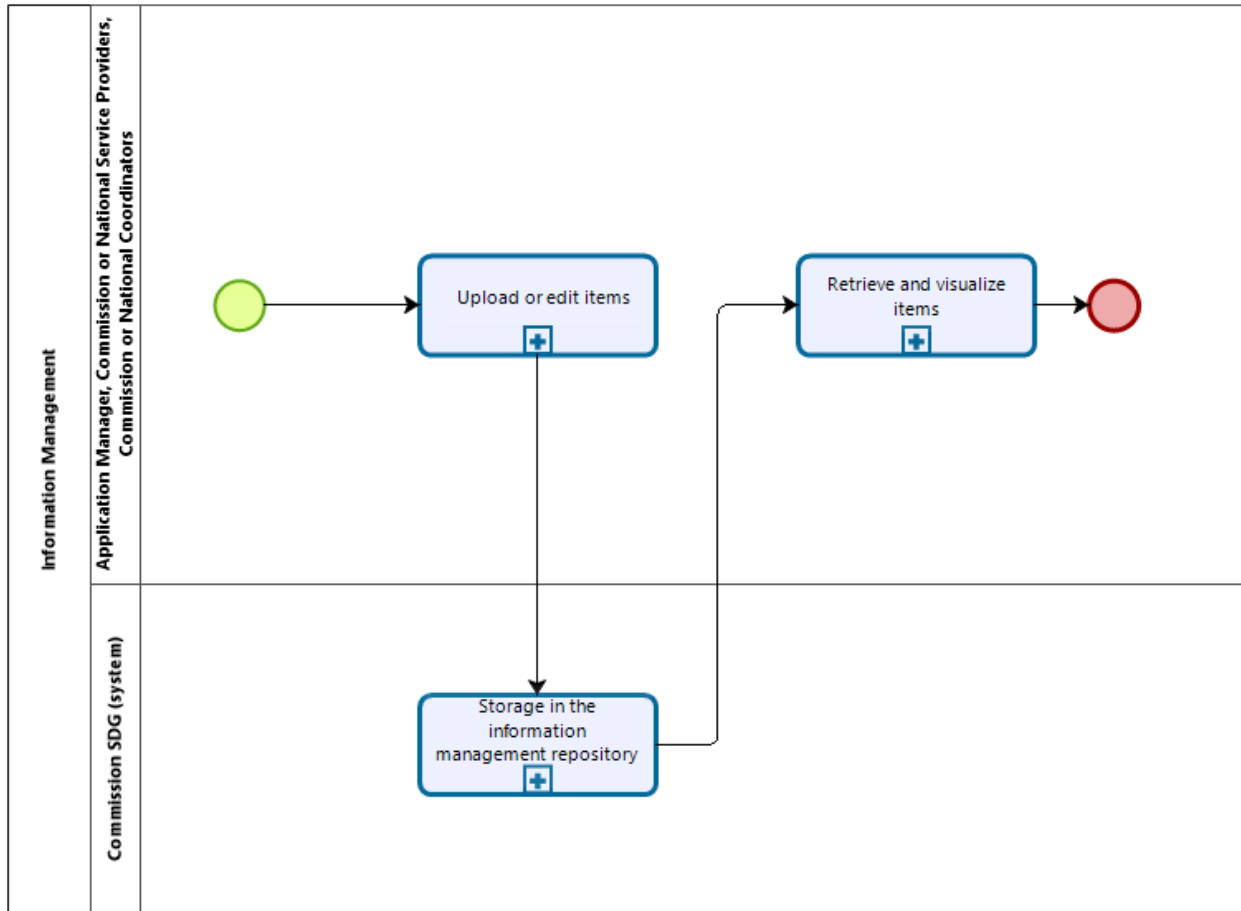 Information Management
Application Manager, Commission or National Service Providers,
Commission or National Coordinators
Upload or edit items
Retrieve and visualize
items
Commission SDG (system)
Storage in the
information
management repository